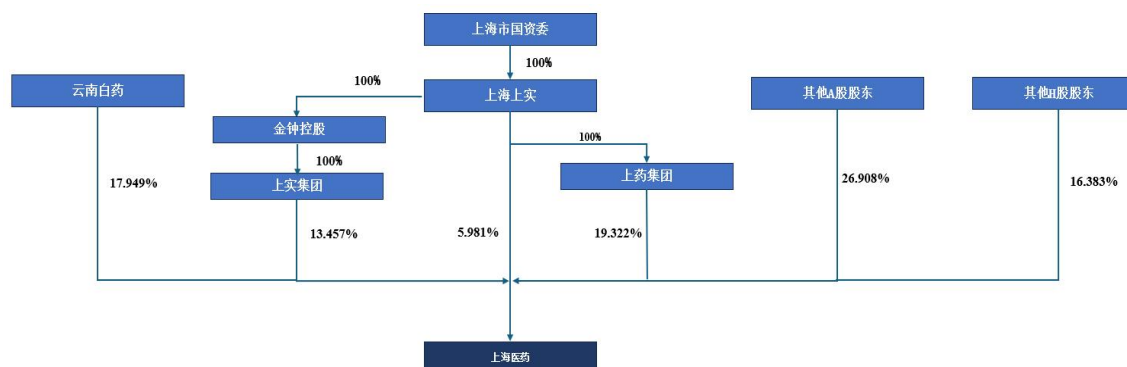 上海市国资委
100%
云南白药
100%
上海上实
其他A股股东
其他H股股东
金钟控股
100%
100%
上实集团
上药集团
17.949%
13.457%
5.981%
19.322%
26.908%
16.383%
上海医药